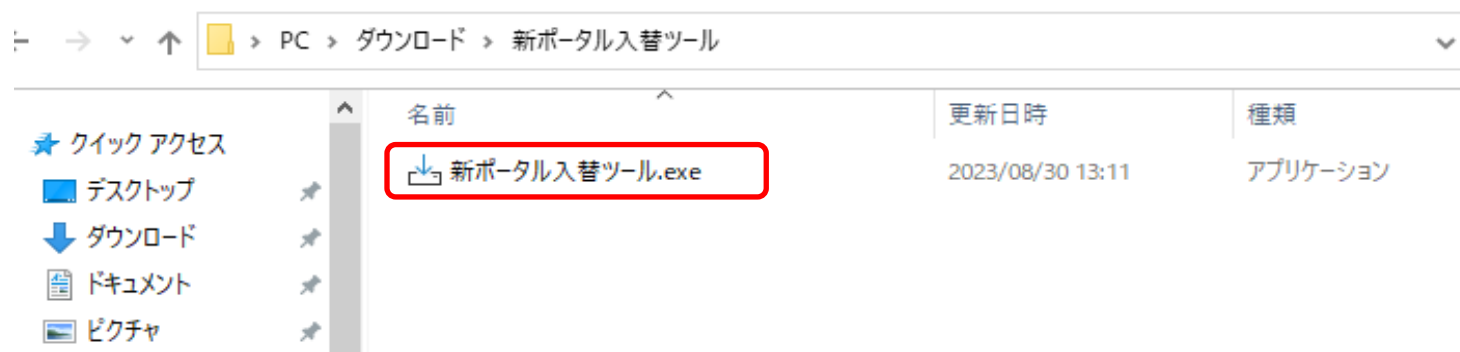 PC > ダウンロード > 新ポータル入替ツール
名前 更新日時 種類
クイック アクセス
新ポータル入替ツール.exe 2023/08/30 13:11 アプリケーション
デスクトップ
ダウンロード
ドキュメント
ピクチャ